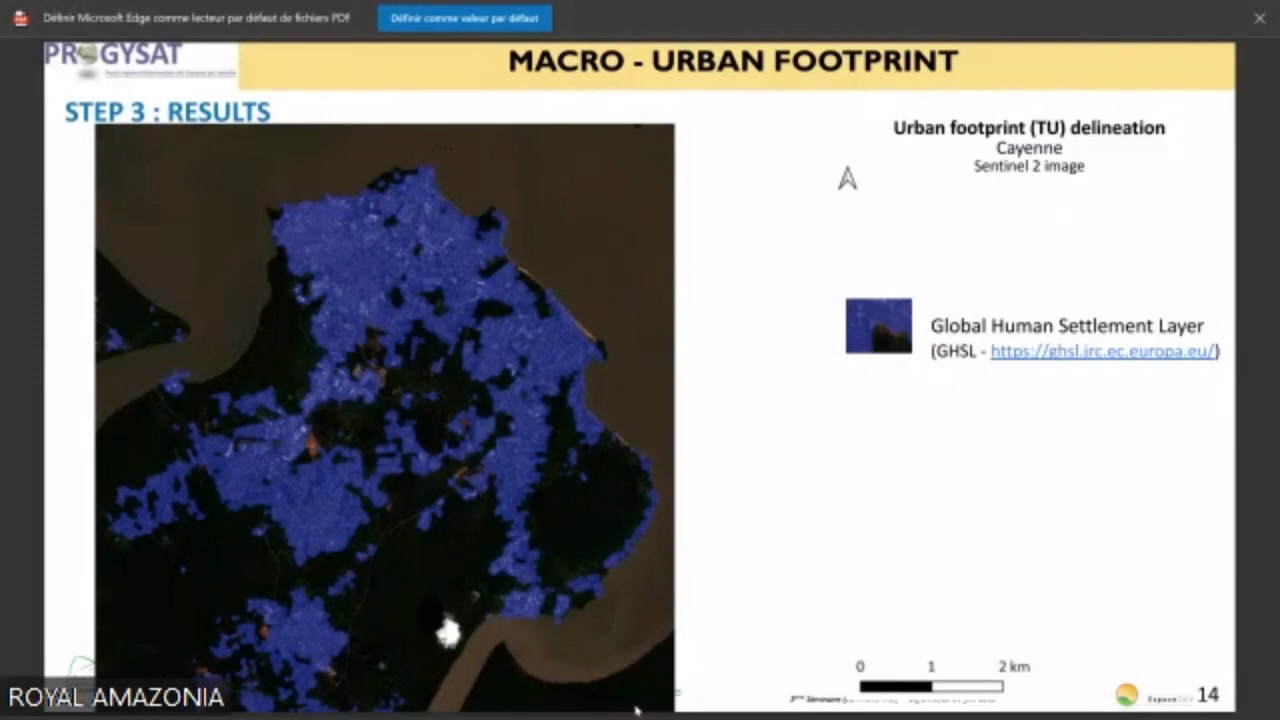 Définir Microsoft Edge comme lecteur par défaut de fichiers PDF
Définir comme valeur par défaut
PROGYSAT
MACRO - URBAN FOOTPRINT
STEP 3 : RESULTS
Urban footprint (TU) delineation
Cayenne
Sentinel 2 image
Global Human Settlement Layer
(GHSL - https://ghsl.jrc.ec.europa.eu/)
0 1 2 km
14
ROYAL AMAZONIA